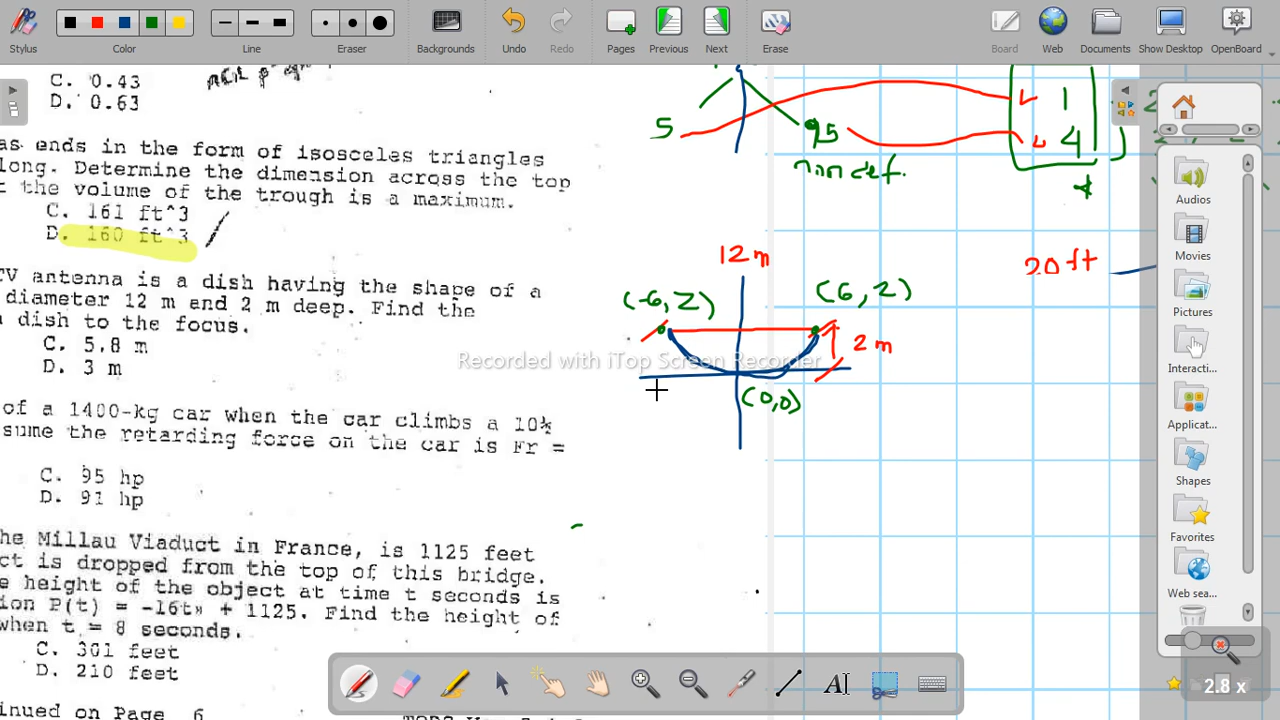 Stylus
Color
Line
Eraser
Backgrounds
Undo
Redo
Pages
Previous
Next
Erase
Board
Web
Documents
Show Desktop
OpenBoard
C. 0.43
D. 0.63
as ends in the form of isosceles triangles
long. Determine the dimension across the top
t the volume of the trough is a maximum.
C. 161 ft^3
D. 160 ft^3
TV antenna is a dish having the shape of a
diameter 12 m and 2 m deep. Find the
dish to the focus.
C. 5.8 m
D. 3 m
of a 1400-kg car when the car climbs a 10%
sume the retarding force on the car is Fr =
C. 95 hp
D. 91 hp
he Millau Viaduct in France, is 1125 feet
ct is dropped from the top of this bridge.
e height of the object at time t seconds is
ion P(t) = -16t» + 1125. Find the height of
when t = 8 seconds.
C. 301 feet
D. 210 feet
nued on Page 6
5
95
non def.
1
4
12 m
(-6, 2)
(6, 2)
2 m
(0,0)
20 ft
Recorded with iTop Screen Recorder
Audios
Movies
Pictures
Interacti...
Applicat...
Shapes
Favorites
Web sea...
2.8 x